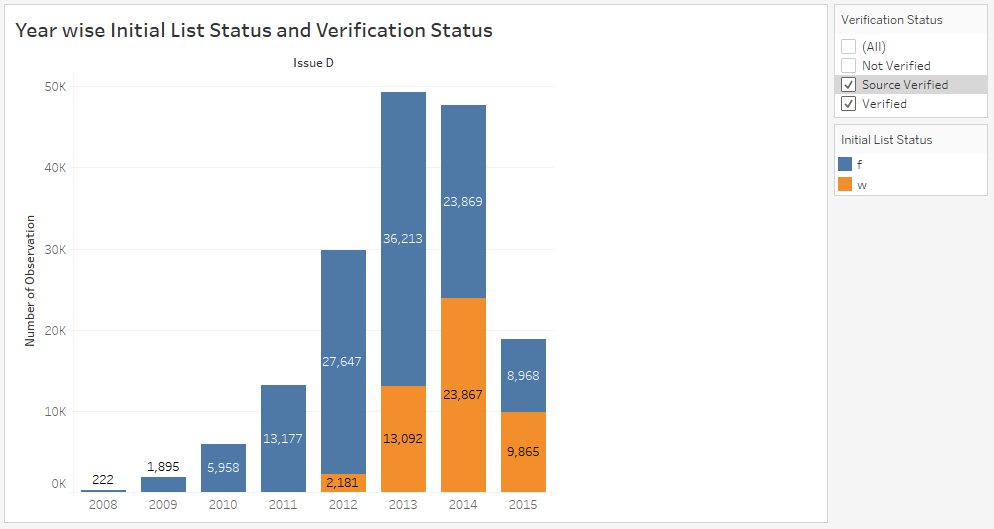 Year wise Initial List Status and Verification Status
Issue D
Number of Observation
50K
40K
30K
20K
10K
0K
222
1,895
5,958
13,177
27,647
2,181
36,213
13,092
23,869
23,867
8,968
9,865
2008 2009 2010 2011 2012 2013 2014 2015
Verification Status
(All)
Not Verified
Source Verified
Verified
Initial List Status
f
w